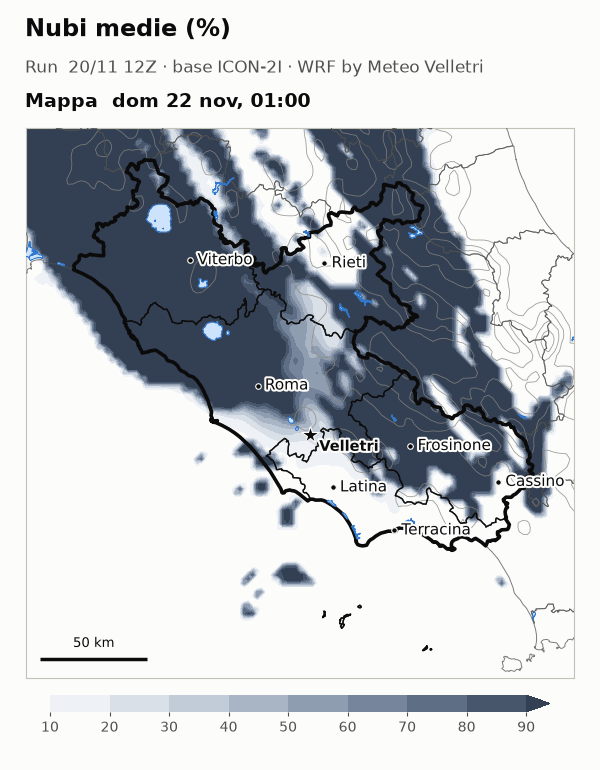 Nubi medie (%)
Run  20/11 12Z · base ICON-2I · WRF by Meteo Velletri
Mappa  dom 22 nov, 01:00
Viterbo
Rieti
Roma
Velletri
Frosinone
Cassino
Latina
Terracina
50 km
10 20 30 40 50 60 70 80 90